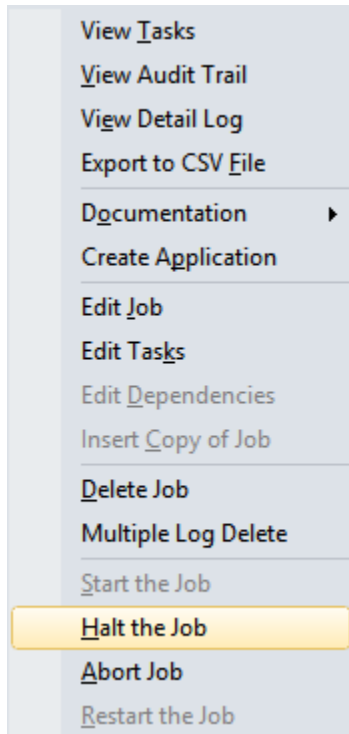 View Tasks
View Audit Trail
View Detail Log
Export to CSV File
Documentation
Create Application
Edit Job
Edit Tasks
Edit Dependencies
Insert Copy of Job
Delete Job
Multiple Log Delete
Start the Job
Halt the Job
Abort Job
Restart the Job